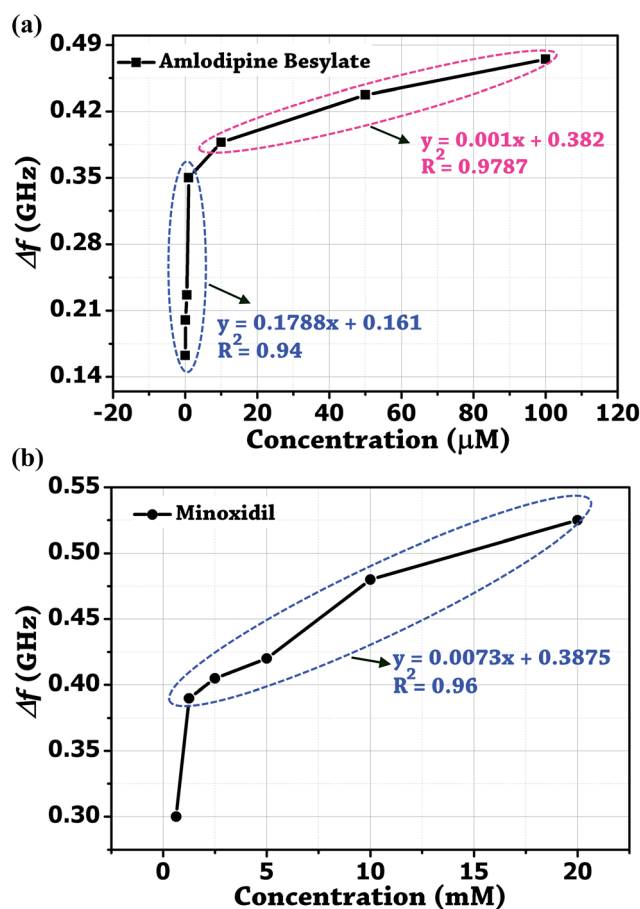 (a)
0.49
0.42
0.35
0.28
0.21
0.14
Δf (GHz)
Amlodipine Besylate
y = 0.001x + 0.382
R² = 0.9787
y = 0.1788x + 0.161
R² = 0.94
-20 0 20 40 60 80 100 120
Concentration (μM)
(b)
0.55
0.50
0.45
0.40
0.35
0.30
Δf (GHz)
Minoxidil
y = 0.0073x + 0.3875
R² = 0.96
0 5 10 15 20
Concentration (mM)